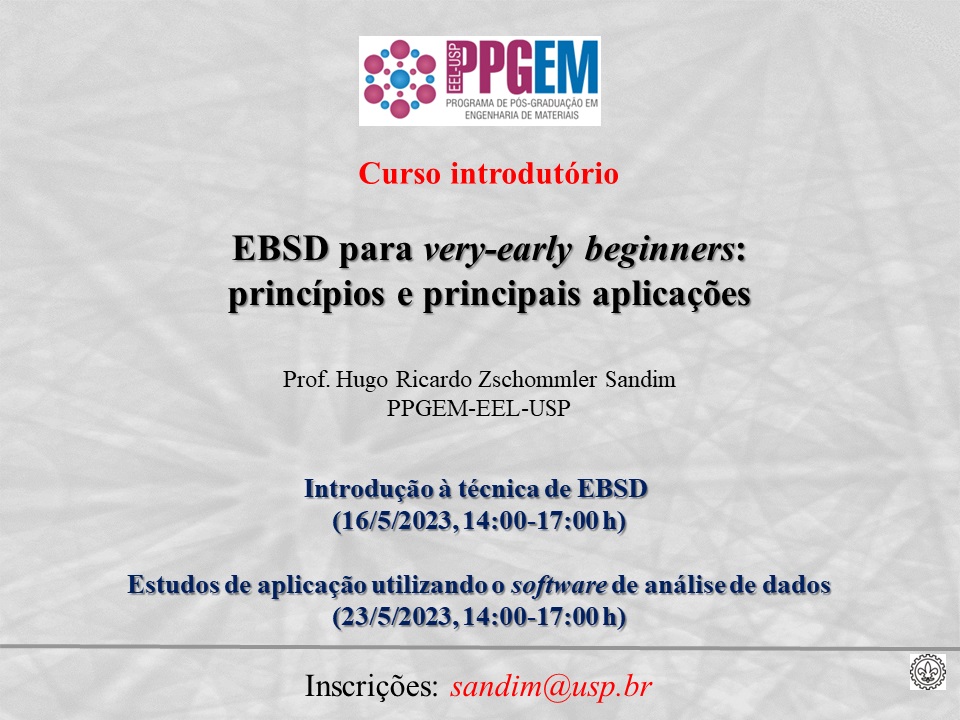 EEL-USP
PPGEM
PROGRAMA DE PÓS-GRADUAÇÃO EM
ENGENHARIA DE MATERIAIS
Curso introdutório
EBSD para very-early beginners:
princípios e principais aplicações
Prof. Hugo Ricardo Zschommler Sandim
PPGEM-EEL-USP
Introdução à técnica de EBSD
(16/5/2023, 14:00-17:00 h)
Estudos de aplicação utilizando o software de análise de dados
(23/5/2023, 14:00-17:00 h)
Inscrições: sandim@usp.br